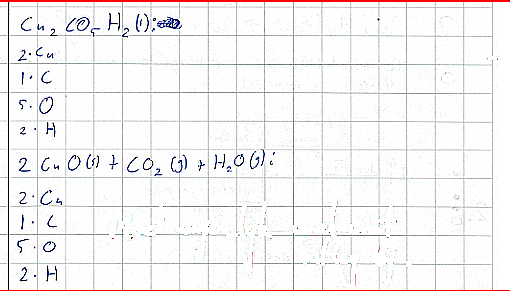 Cu₂CO₅H₂(s):
2·Cu
1·C
5·O
2·H
2 CuO(s) + CO₂(g) + H₂O(g):
2·Cu
1·C
5·O
2·H